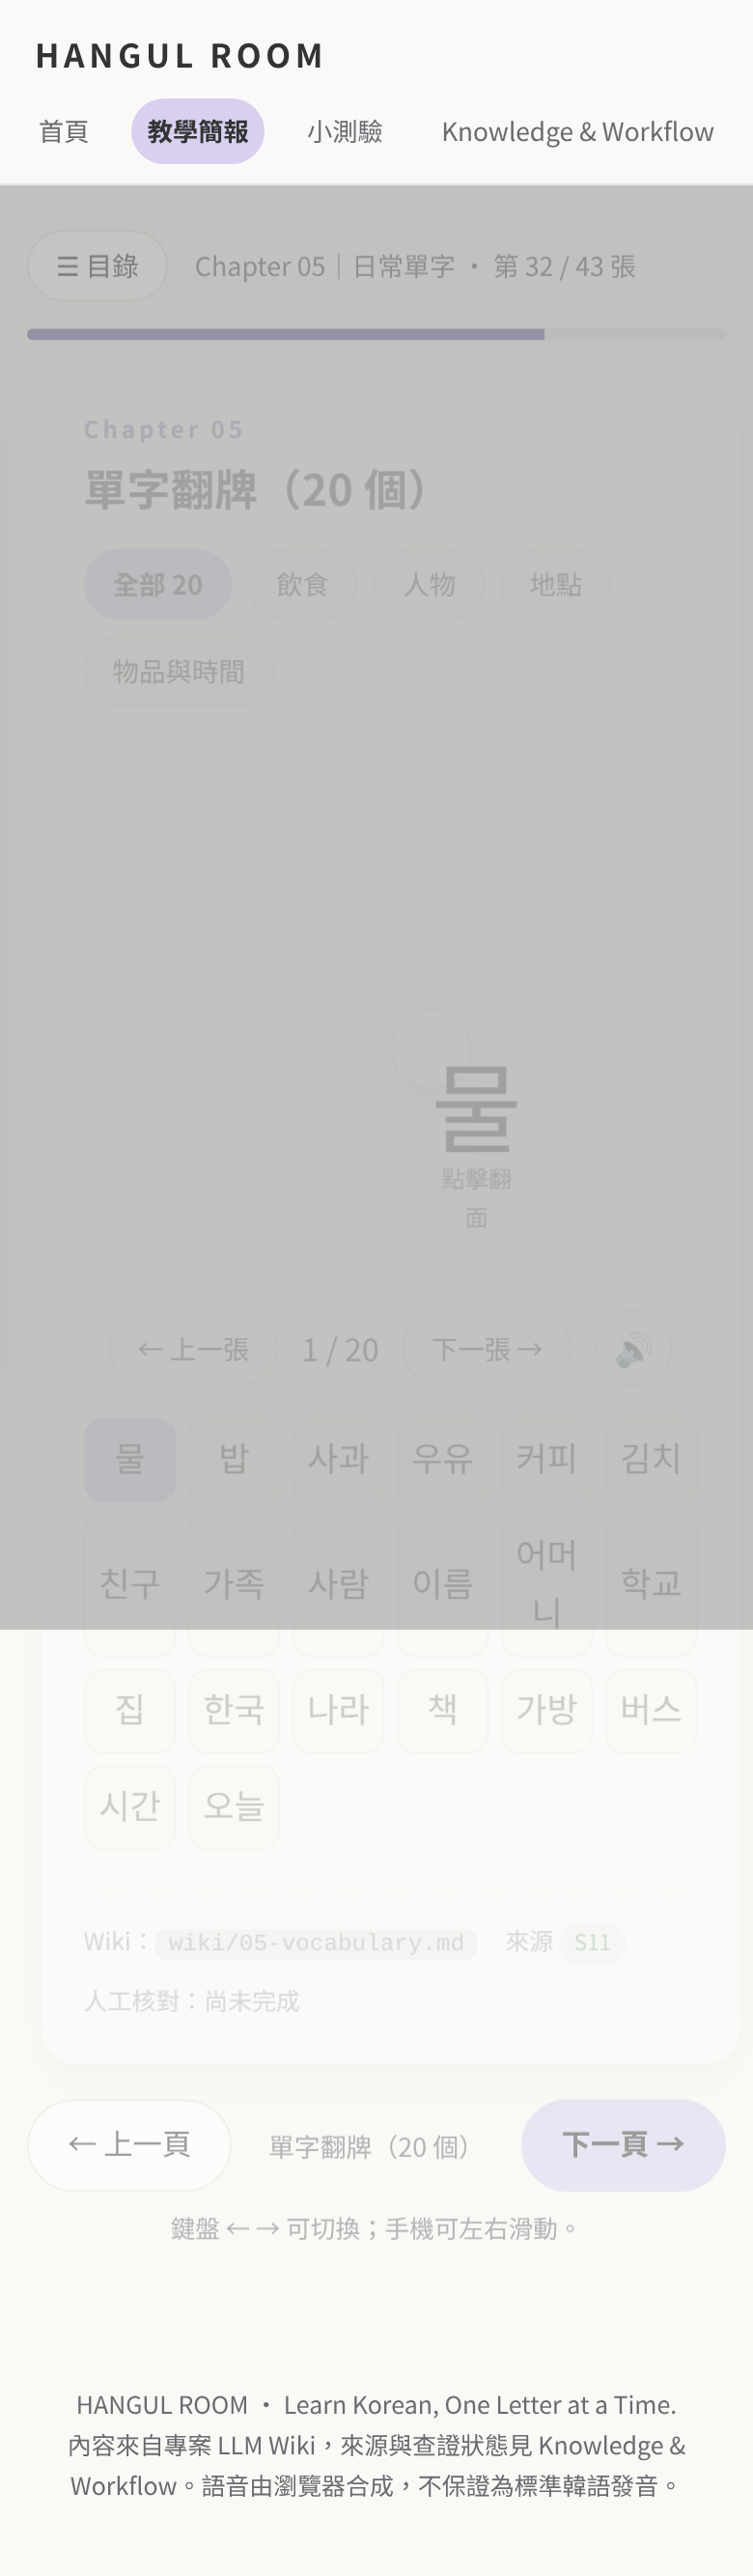 HANGUL ROOM
首頁 教學簡報 小測驗 Knowledge & Workflow
☰ 目錄 Chapter 05｜日常單字 · 第 32 / 43 張
Chapter 05
單字翻牌（20 個）
全部 20 飲食 人物 地點
物品與時間
물
點擊翻
面
← 上一張 1 / 20 下一張 → 🔊
물 밥 사과 우유 커피 김치
친구 가족 사람 이름 어머니 학교
집 한국 나라 책 가방 버스
시간 오늘
Wiki：wiki/05-vocabulary.md 來源 S11
人工核對：尚未完成
← 上一頁 單字翻牌（20 個） 下一頁 →
鍵盤 ← → 可切換；手機可左右滑動。
HANGUL ROOM · Learn Korean, One Letter at a Time.
內容來自專案 LLM Wiki，來源與查證狀態見 Knowledge &
Workflow。語音由瀏覽器合成，不保證為標準韓語發音。